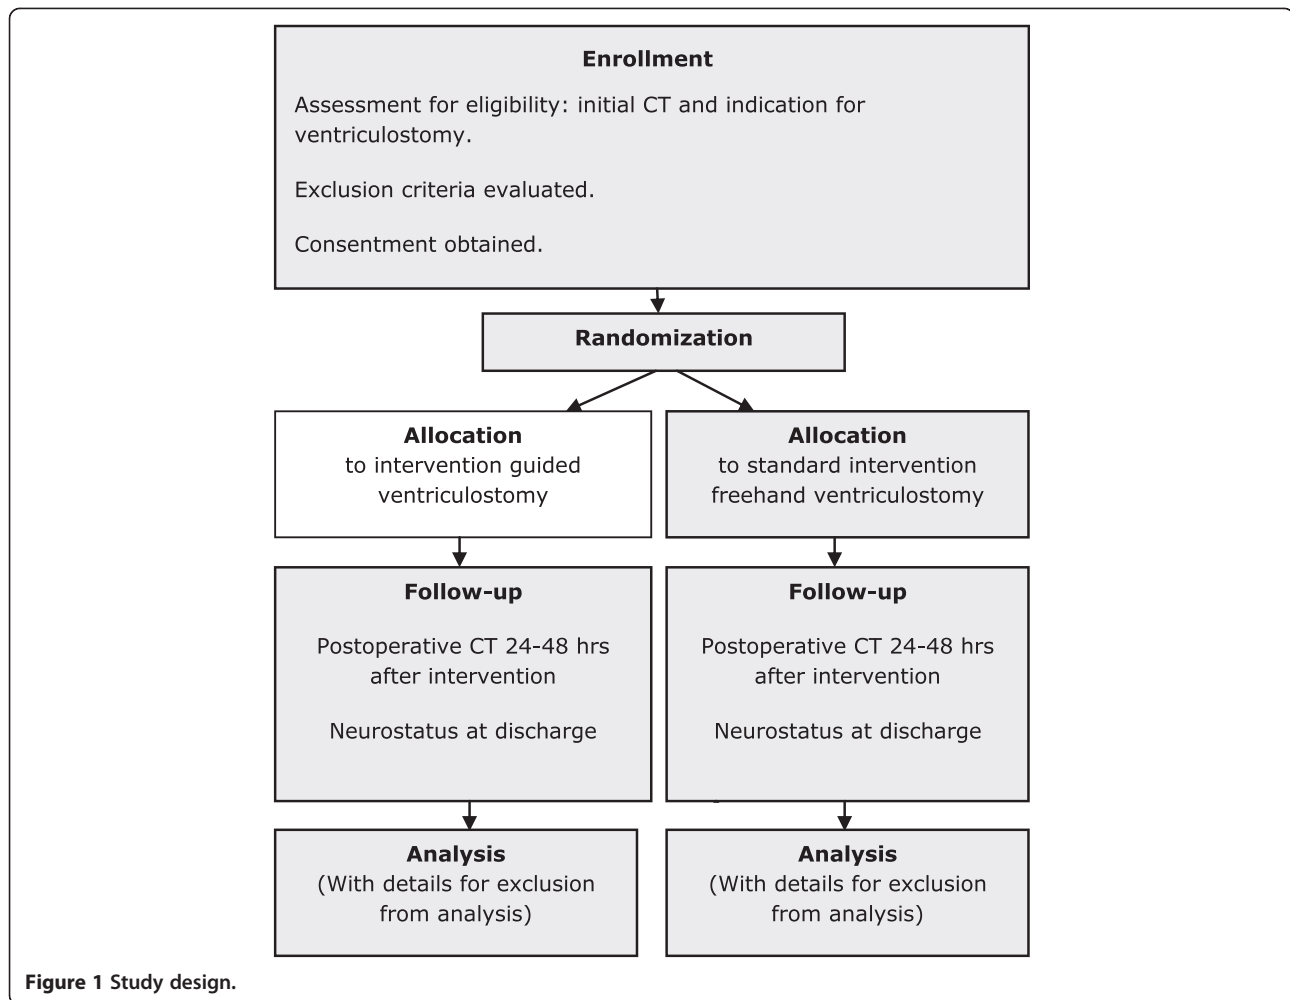 Enrollment
Assessment for eligibility: initial CT and indication for
ventriculostomy.
Exclusion criteria evaluated.
Consentment obtained.
Randomization
Allocation
to intervention guided
ventriculostomy
Allocation
to standard intervention
freehand ventriculostomy
Follow-up
Postoperative CT 24-48 hrs
after intervention
Neurostatus at discharge
Follow-up
Postoperative CT 24-48 hrs
after intervention
Neurostatus at discharge
Analysis
(With details for exclusion
from analysis)
Analysis
(With details for exclusion
from analysis)
Figure 1 Study design.